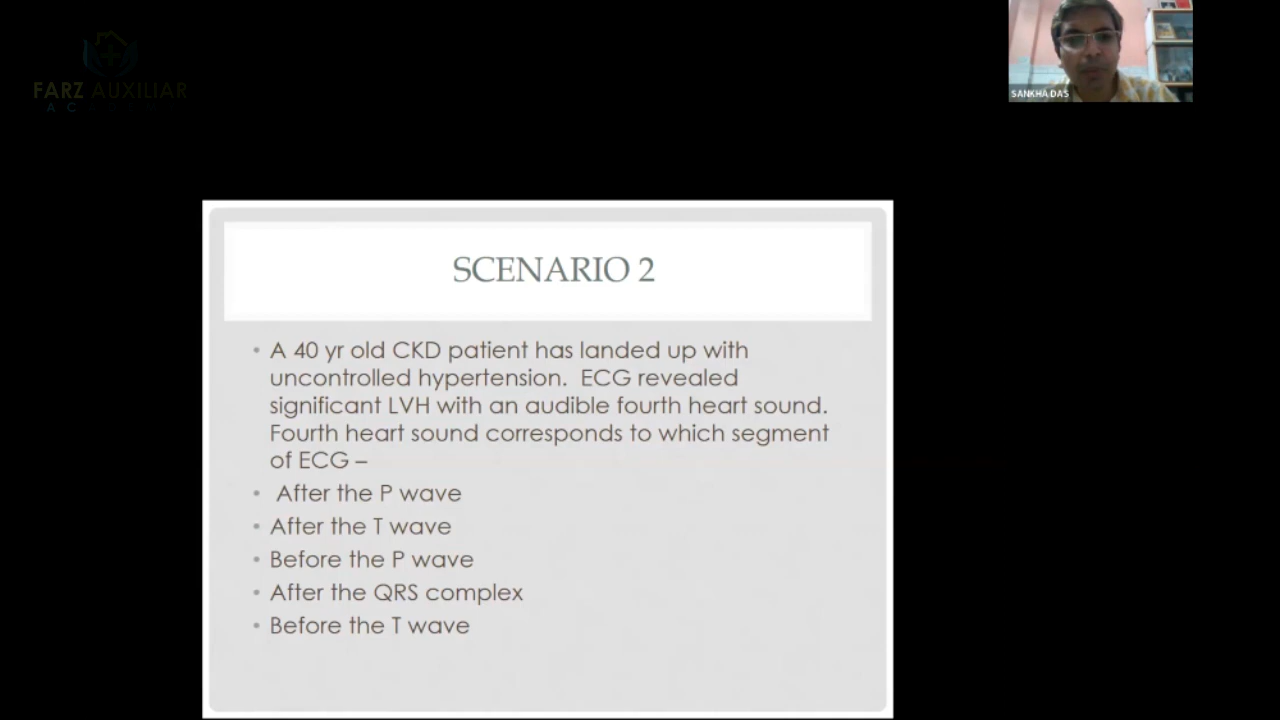 FARZ AUXILIAR
SANKHA DAS
SCENARIO 2
• A 40 yr old CKD patient has landed up with
uncontrolled hypertension. ECG revealed
significant LVH with an audible fourth heart sound.
Fourth heart sound corresponds to which segment
of ECG –
• After the P wave
• After the T wave
• Before the P wave
• After the QRS complex
• Before the T wave